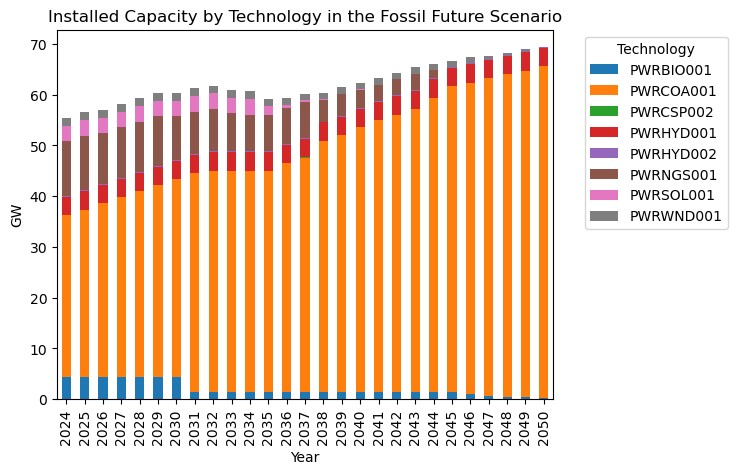 Installed Capacity by Technology in the Fossil Future Scenario
70
60
50
40
30
20
10
0
GW
2024
2025
2026
2027
2028
2029
2030
2031
2032
2033
2034
2035
2036
2037
2038
2039
2040
2041
2042
2043
2044
2045
2046
2047
2048
2049
2050
Year
Technology
PWRBIO001
PWRCOA001
PWRCSP002
PWRHYD001
PWRHYD002
PWRNGS001
PWRSOL001
PWRWND001